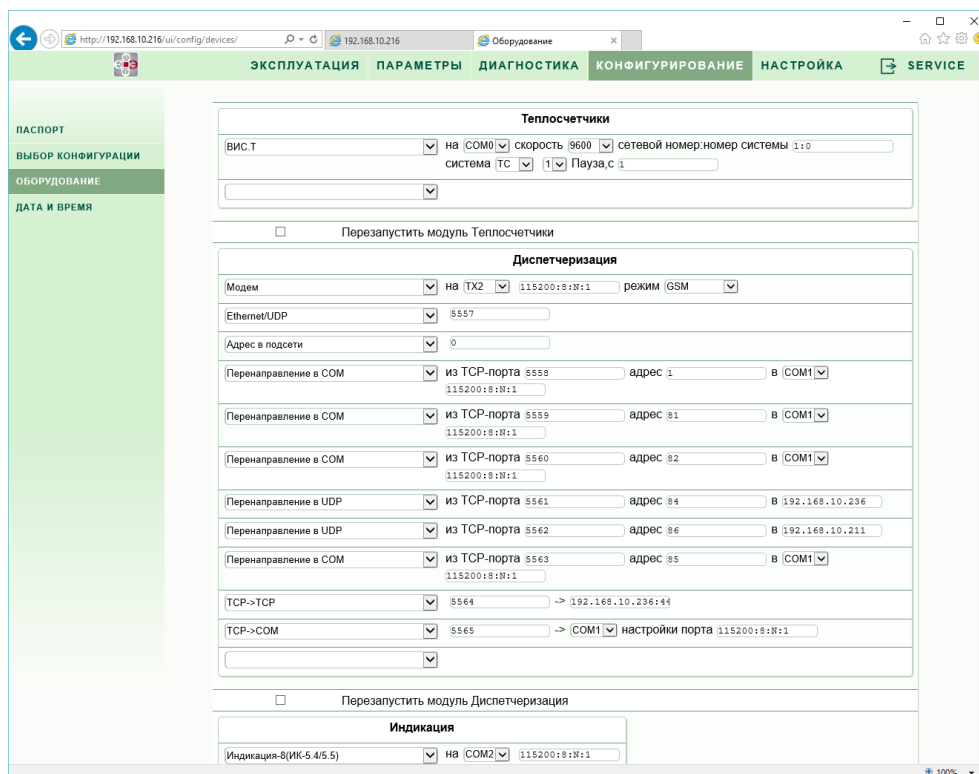 http://192.168.10.216/ui/config/devices/
192.168.10.216
Оборудование
ЭКСПЛУАТАЦИЯ ПАРАМЕТРЫ ДИАГНОСТИКА КОНФИГУРИРОВАНИЕ НАСТРОЙКА SERVICE
ПАСПОРТ
ВЫБОР КОНФИГУРАЦИИ
ОБОРУДОВАНИЕ
ДАТА И ВРЕМЯ
Теплосчетчики
ВИС.Т на COM0 скорость 9600 сетевой номер:номер системы 1:0
система ТС 1 Пауза,с 1
Перезапустить модуль Теплосчетчики
Диспетчеризация
Модем на TX2 115200:8:N:1 режим GSM
Ethernet/UDP 5557
Адрес в подсети 0
Перенаправление в COM из TCP-порта 5558 адрес 1 в COM1
115200:8:N:1
Перенаправление в COM из TCP-порта 5559 адрес 81 в COM1
115200:8:N:1
Перенаправление в COM из TCP-порта 5560 адрес 82 в COM1
115200:8:N:1
Перенаправление в UDP из TCP-порта 5561 адрес 84 в 192.168.10.236
Перенаправление в UDP из TCP-порта 5562 адрес 86 в 192.168.10.211
Перенаправление в COM из TCP-порта 5563 адрес 85 в COM1
115200:8:N:1
TCP->TCP 5564 -> 192.168.10.236:44
TCP->COM 5565 -> COM1 настройки порта 115200:8:N:1
Перезапустить модуль Диспетчеризация
Индикация
Индикация-8(ИК-5.4/5.5) на COM2 115200:8:N:1
100%